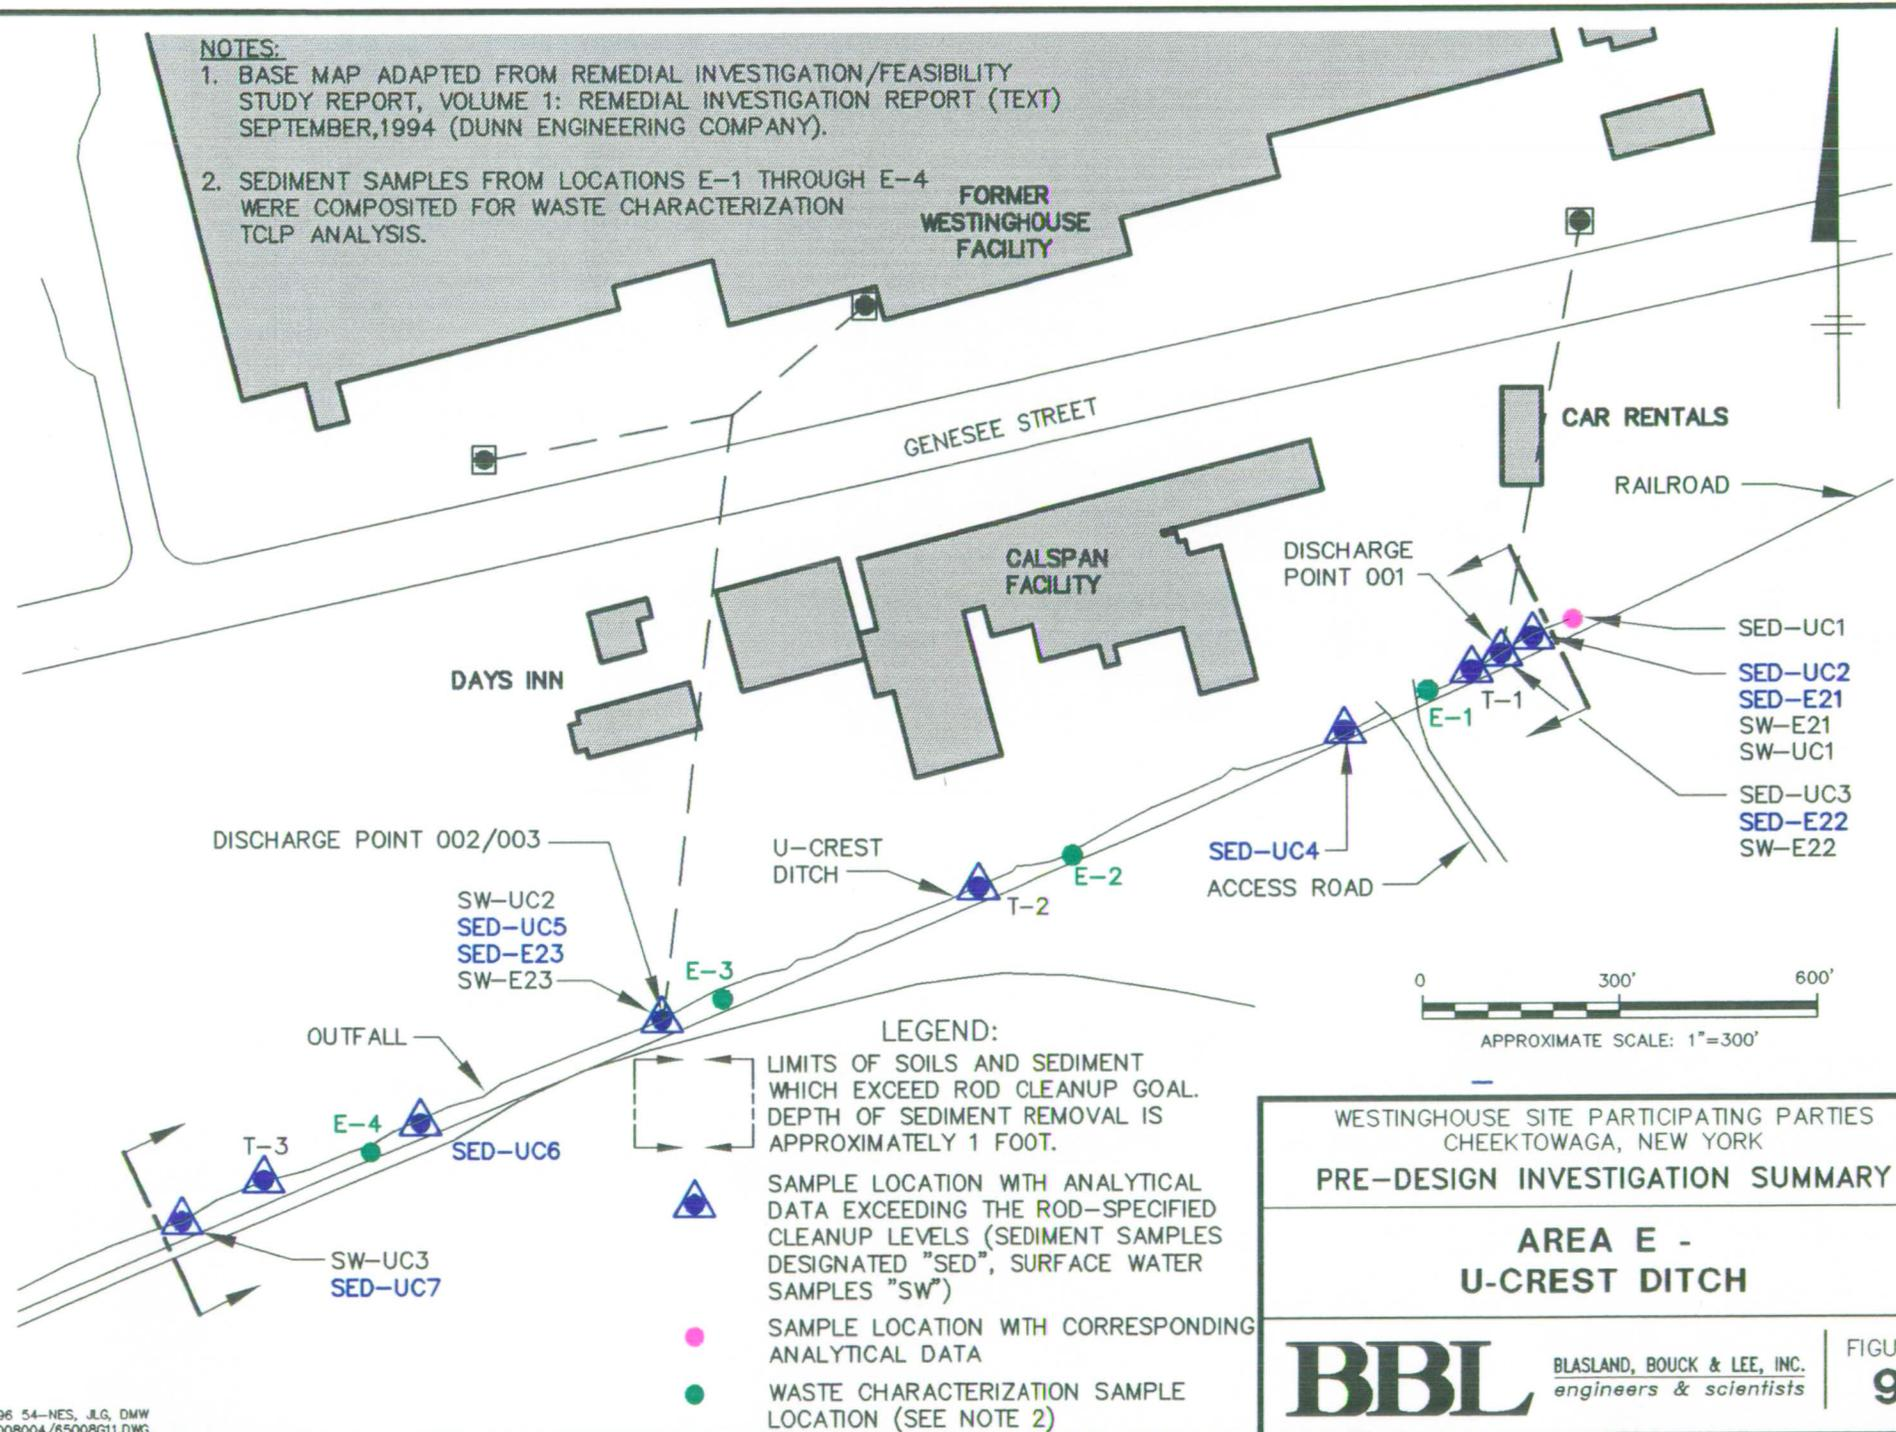 NOTES:
1. BASE MAP ADAPTED FROM REMEDIAL INVESTIGATION/FEASIBILITY
STUDY REPORT, VOLUME 1: REMEDIAL INVESTIGATION REPORT (TEXT)
SEPTEMBER,1994 (DUNN ENGINEERING COMPANY).
2. SEDIMENT SAMPLES FROM LOCATIONS E-1 THROUGH E-4
WERE COMPOSITED FOR WASTE CHARACTERIZATION
TCLP ANALYSIS.
FORMER
WESTINGHOUSE
FACILITY
GENESEE STREET
CAR RENTALS
RAILROAD
CALSPAN
FACILITY
DISCHARGE
POINT 001
DAYS INN
SED-UC1
SED-UC2
SED-E21
SW-E21
SW-UC1
SED-UC3
SED-E22
SW-E22
T-1
E-1
SED-UC4
ACCESS ROAD
DISCHARGE POINT 002/003
U-CREST
DITCH
E-2
T-2
SW-UC2
SED-UC5
SED-E23
SW-E23
E-3
OUTFALL
E-4
T-3
SED-UC6
SW-UC3
SED-UC7
0 300' 600'
APPROXIMATE SCALE: 1"=300'
LEGEND:
LIMITS OF SOILS AND SEDIMENT
WHICH EXCEED ROD CLEANUP GOAL.
DEPTH OF SEDIMENT REMOVAL IS
APPROXIMATELY 1 FOOT.
SAMPLE LOCATION WITH ANALYTICAL
DATA EXCEEDING THE ROD-SPECIFIED
CLEANUP LEVELS (SEDIMENT SAMPLES
DESIGNATED "SED", SURFACE WATER
SAMPLES "SW")
SAMPLE LOCATION WITH CORRESPONDING
ANALYTICAL DATA
WASTE CHARACTERIZATION SAMPLE
LOCATION (SEE NOTE 2)
WESTINGHOUSE SITE PARTICIPATING PARTIES
CHEEKTOWAGA, NEW YORK
PRE-DESIGN INVESTIGATION SUMMARY
AREA E -
U-CREST DITCH
BBL
BLASLAND, BOUCK & LEE, INC.
engineers & scientists
FIGU
9
96 54-NES, JLG, DMW